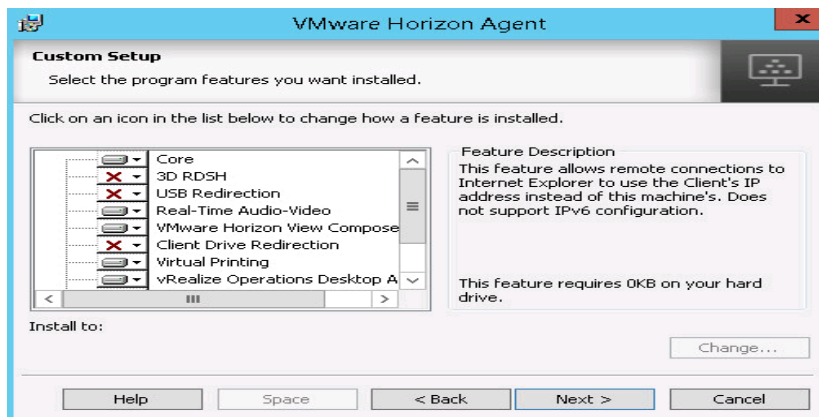 VMware Horizon Agent
x
Custom Setup
Select the program features you want installed.
Click on an icon in the list below to change how a feature is installed.
Core
3D RDSH
USB Redirection
Real-Time Audio-Video
VMware Horizon View Compose
Client Drive Redirection
Virtual Printing
vRealize Operations Desktop A
Feature Description
This feature allows remote connections to
Internet Explorer to use the Client's IP
address instead of this machine's. Does
not support IPv6 configuration.
This feature requires 0KB on your hard
drive.
Install to:
Change...
Help
Space
< Back
Next >
Cancel